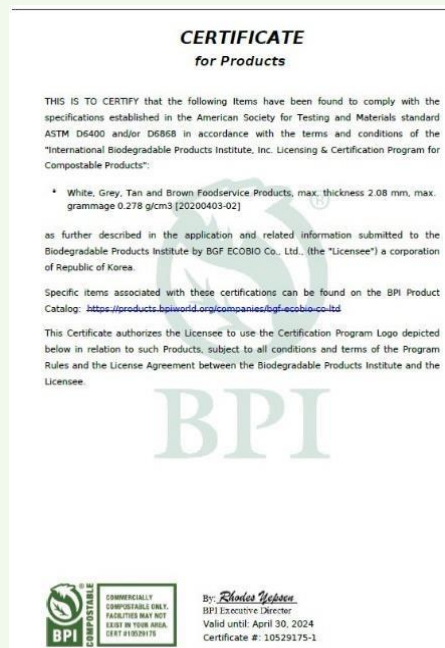 CERTIFICATE
for Products
THIS IS TO CERTIFY that the following Items have been found to comply with the
specifications established in the American Society for Testing and Materials standard
ASTM D6400 and/or D6868 in accordance with the terms and conditions of the
"International Biodegradable Products Institute, Inc. Licensing & Certification Program for
Compostable Products":
* White, Grey, Tan and Brown Foodservice Products, max. thickness 2.08 mm, max.
grammage 0.278 g/cm3 [20200403-02]
as further described in the application and related information submitted to the
Biodegradable Products Institute by BGF ECOBIO Co., Ltd., (the "Licensee") a corporation
of Republic of Korea.
Specific items associated with these certifications can be found on the BPI Product
Catalog: https://products.bpiworld.org/companies/bgf-ecobio-co-ltd
This Certificate authorizes the Licensee to use the Certification Program Logo depicted
below in relation to such Products, subject to all conditions and terms of the Program
Rules and the License Agreement between the Biodegradable Products Institute and the
Licensee.
®
BPI
BPI
COMPOSTABLE
COMMERCIALLY
COMPOSTABLE ONLY.
FACILITIES MAY NOT
EXIST IN YOUR AREA.
CERT #10529175
By: Rhodes Yepsen
BPI Executive Director
Valid until: April 30, 2024
Certificate #: 10529175-1